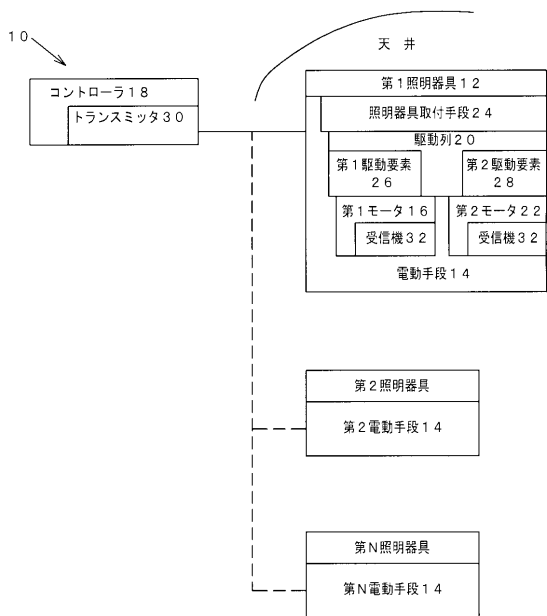 10
天井
コントローラ18
トランスミッタ30
第1照明器具12
照明器具取付手段24
駆動列20
第1駆動要素
26
第2駆動要素
28
第1モータ16
受信機32
第2モータ22
受信機32
電動手段14
第2照明器具
第2電動手段14
第N照明器具
第N電動手段14